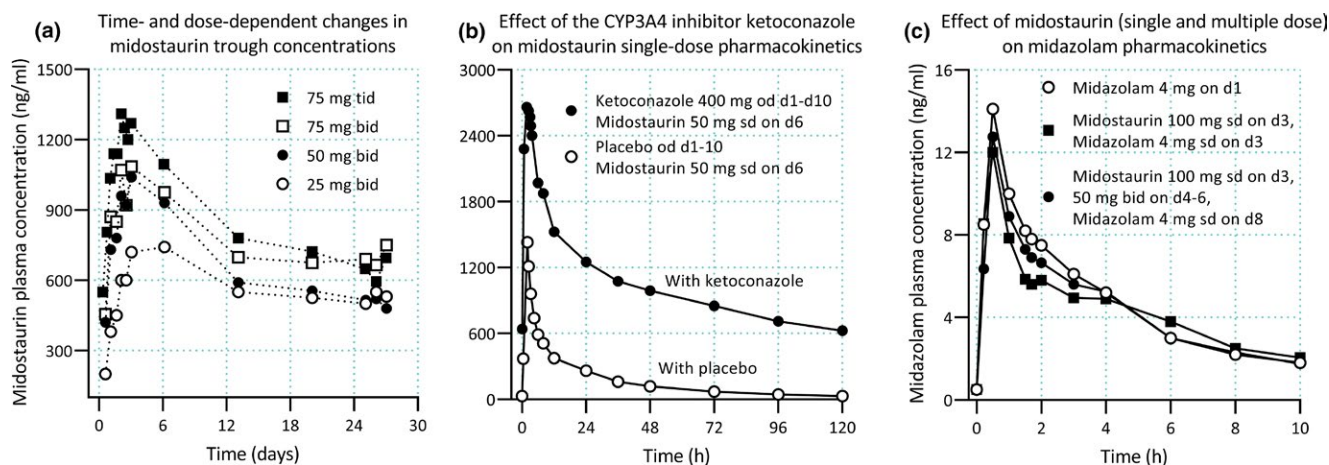 (a)
Time- and dose-dependent changes in
midostaurin trough concentrations
Midostaurin plasma concentration (ng/ml)
1500
1200
900
600
300
75 mg tid
75 mg bid
50 mg bid
25 mg bid
0 6 12 18 24 30
Time (days)
(b)
Effect of the CYP3A4 inhibitor ketoconazole
on midostaurin single-dose pharmacokinetics
Midostaurin plasma concentration (ng/ml)
3000
2400
1800
1200
600
0
Ketoconazole 400 mg od d1-d10
Midostaurin 50 mg sd on d6
Placebo od d1-10
Midostaurin 50 mg sd on d6
With ketoconazole
With placebo
0 24 48 72 96 120
Time (h)
(c)
Effect of midostaurin (single and multiple dose)
on midazolam pharmacokinetics
Midazolam plasma concentration (ng/ml)
16
12
8
4
0
Midazolam 4 mg on d1
Midostaurin 100 mg sd on d3,
Midazolam 4 mg sd on d3
Midostaurin 100 mg sd on d3,
50 mg bid on d4-6,
Midazolam 4 mg sd on d8
0 2 4 6 8 10
Time (h)